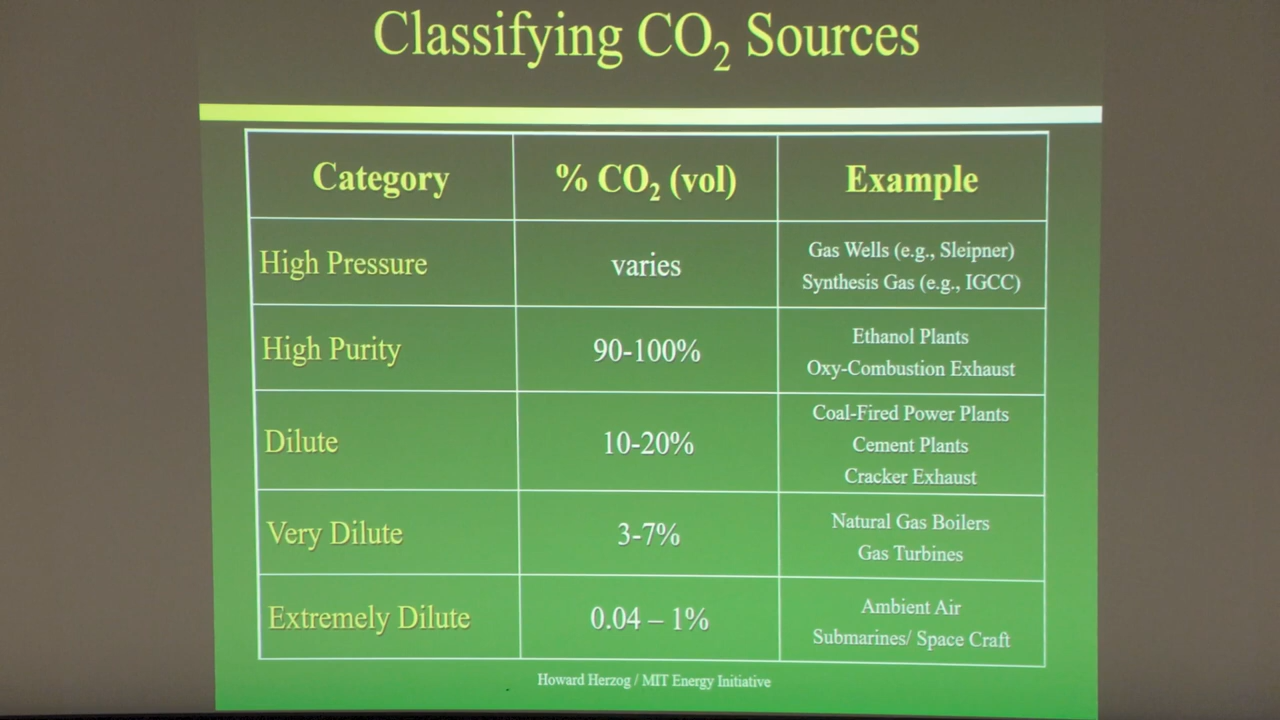 Classifying CO₂ Sources
Category % CO₂ (vol) Example
High Pressure varies Gas Wells (e.g., Sleipner)
Synthesis Gas (e.g., IGCC)
High Purity 90-100% Ethanol Plants
Oxy-Combustion Exhaust
Dilute 10-20% Coal-Fired Power Plants
Cement Plants
Cracker Exhaust
Very Dilute 3-7% Natural Gas Boilers
Gas Turbines
Extremely Dilute 0.04 – 1% Ambient Air
Submarines/ Space Craft
Howard Herzog / MIT Energy Initiative